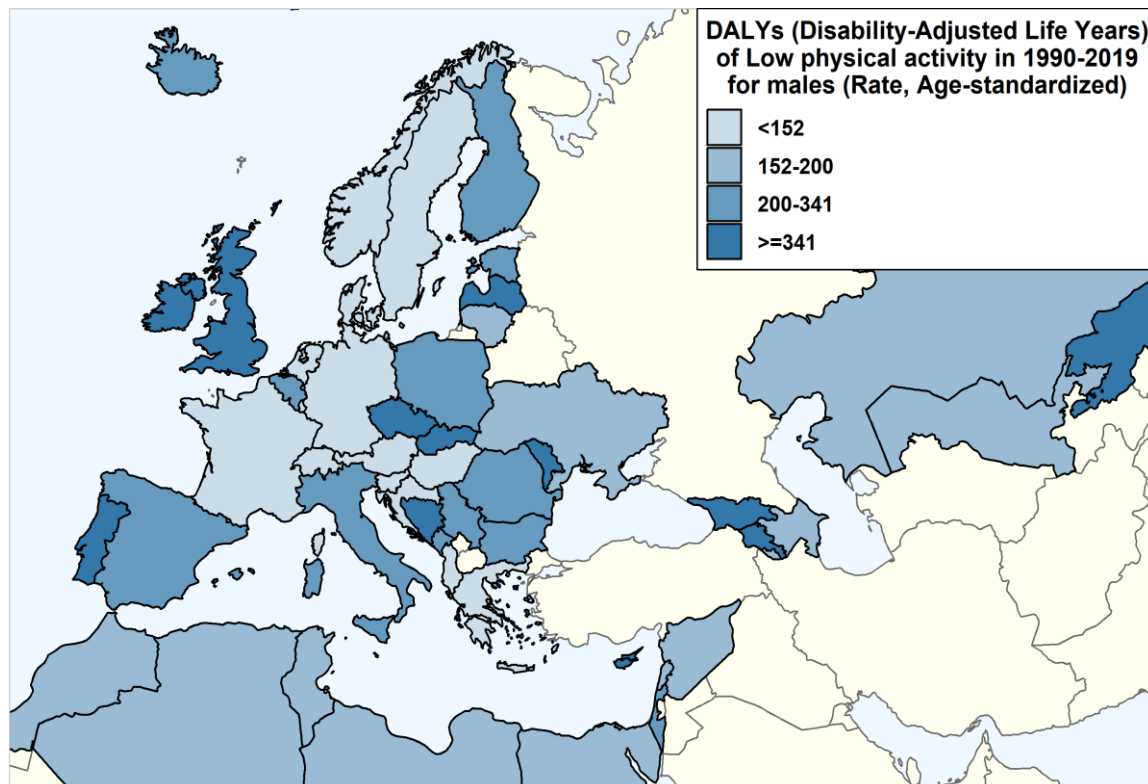 DALYs (Disability-Adjusted Life Years)
of Low physical activity in 1990-2019
for males (Rate, Age-standardized)
<152
152-200
200-341
>=341